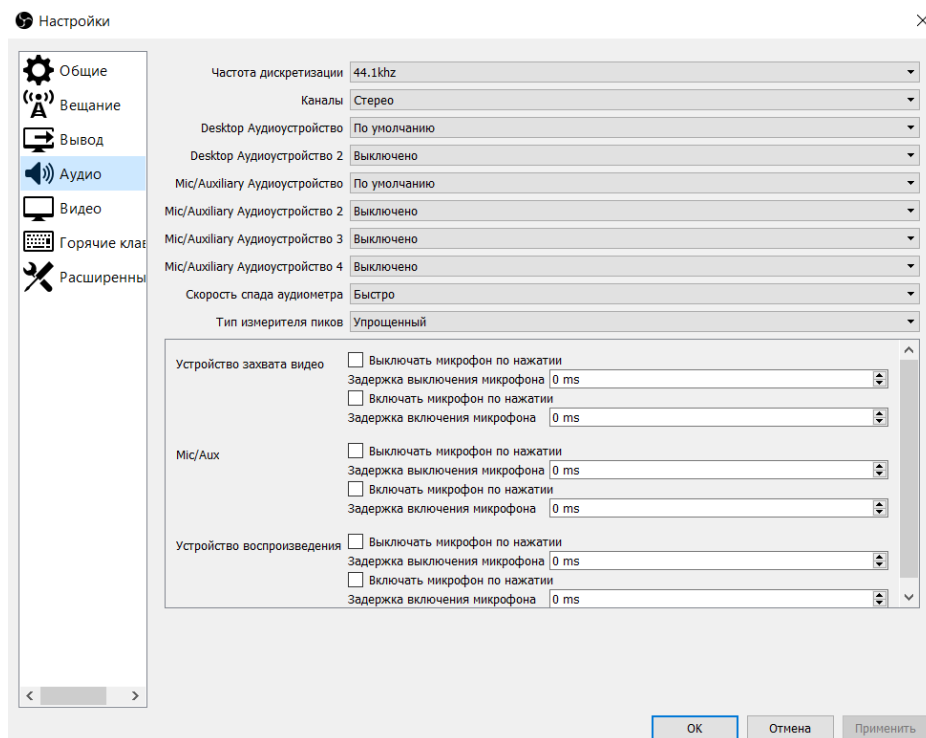 Настройки
Общие
Вещание
Вывод
Аудио
Видео
Горячие клав
Расширенны
Частота дискретизации 44.1khz
Каналы Стерео
Desktop Аудиоустройство По умолчанию
Desktop Аудиоустройство 2 Выключено
Mic/Auxiliary Аудиоустройство По умолчанию
Mic/Auxiliary Аудиоустройство 2 Выключено
Mic/Auxiliary Аудиоустройство 3 Выключено
Mic/Auxiliary Аудиоустройство 4 Выключено
Скорость спада аудиометра Быстро
Тип измерителя пиков Упрощенный
Устройство захвата видео Выключать микрофон по нажатии
Задержка выключения микрофона 0 ms
Включать микрофон по нажатии
Задержка включения микрофона 0 ms
Mic/Aux Выключать микрофон по нажатии
Задержка выключения микрофона 0 ms
Включать микрофон по нажатии
Задержка включения микрофона 0 ms
Устройство воспроизведения Выключать микрофон по нажатии
Задержка выключения микрофона 0 ms
Включать микрофон по нажатии
Задержка включения микрофона 0 ms
OK Отмена Применить